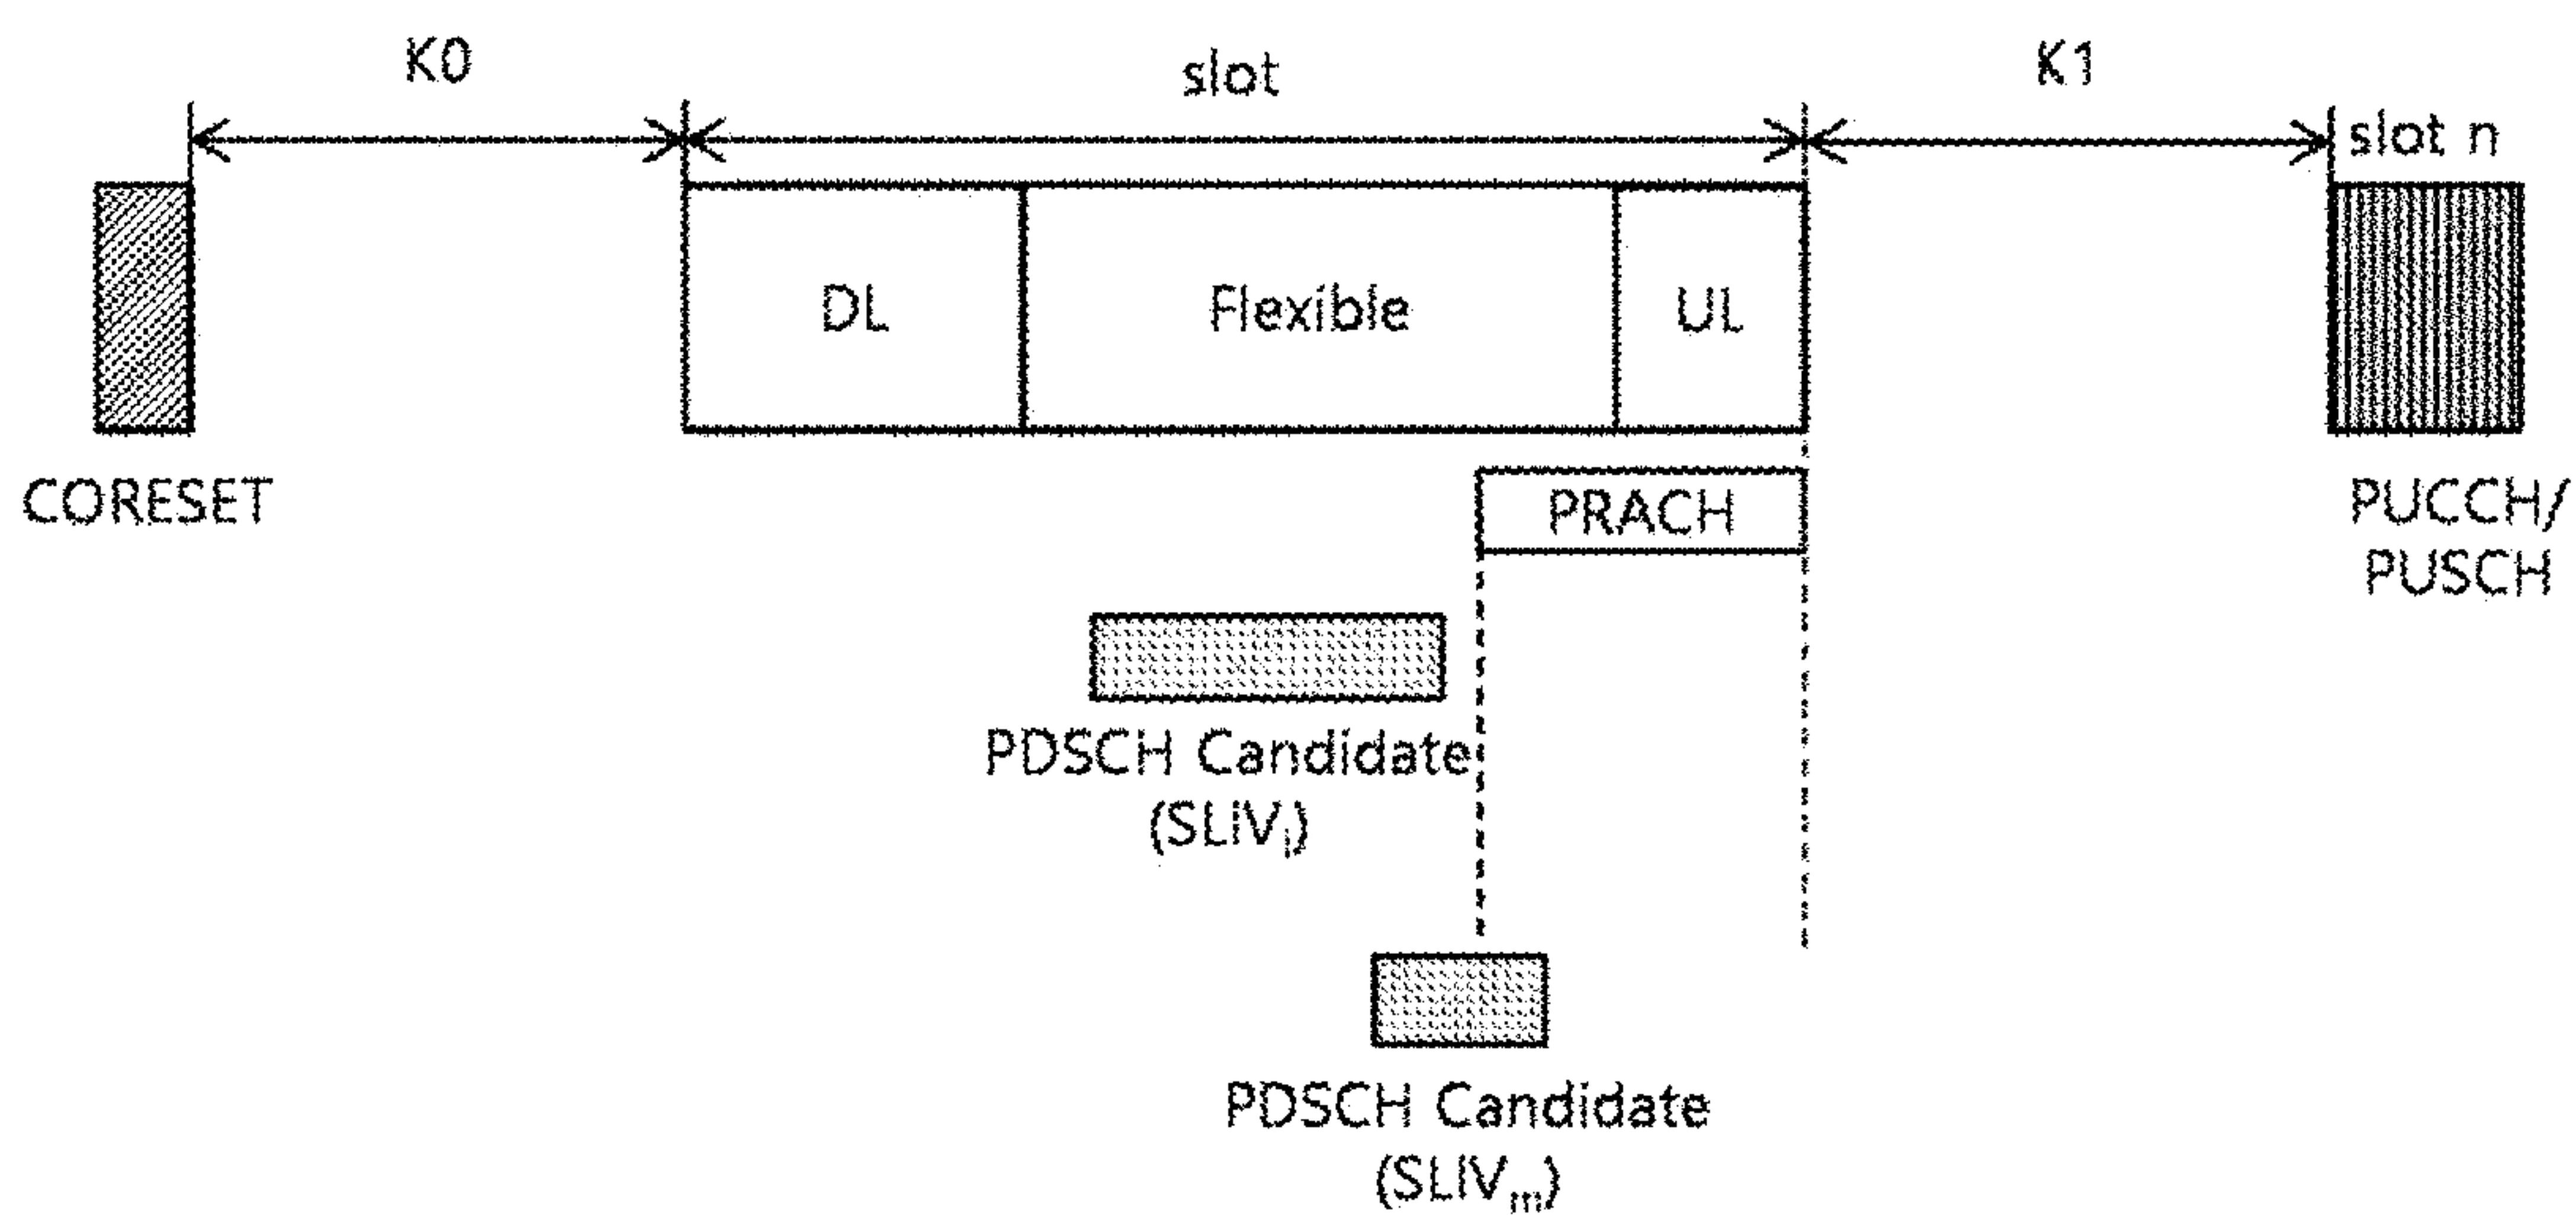 K0
slot
K1
slot n
DL
Flexible
UL
CORESET
PRACH
PUCCH/
PUSCH
PDSCH Candidate
(SLIVi)
PDSCH Candidate
(SLIVm)